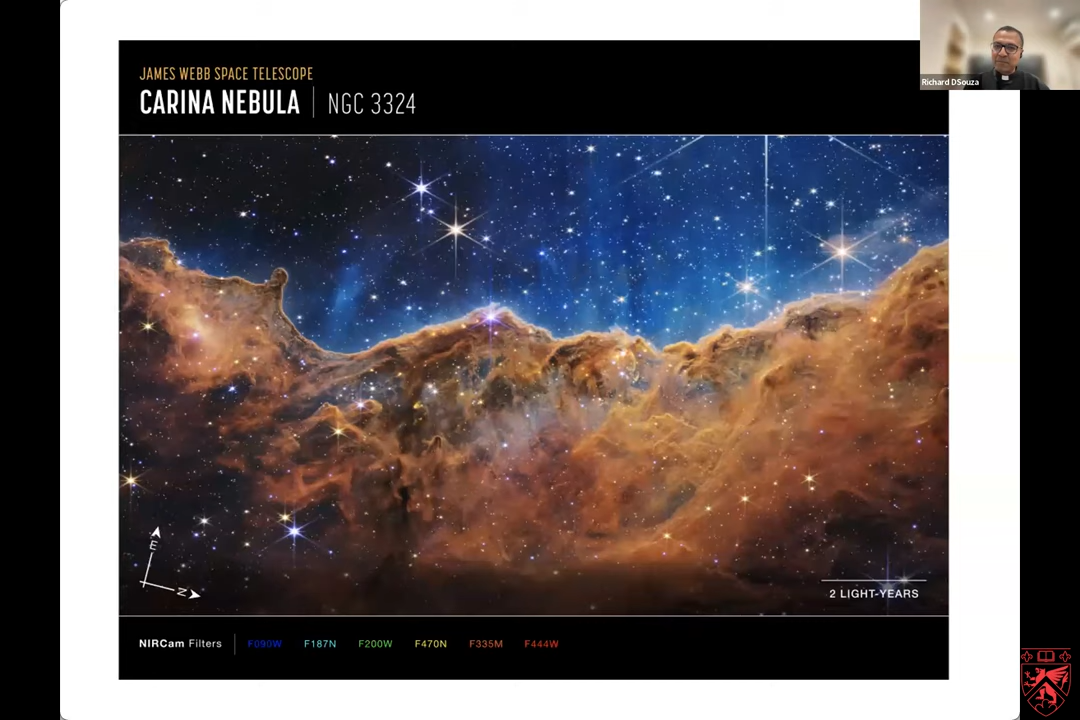 JAMES WEBB SPACE TELESCOPE
CARINA NEBULA | NGC 3324
Richard DSouza
E
N
2 LIGHT-YEARS
NIRCam Filters | F090W F187N F200W F470N F335M F444W